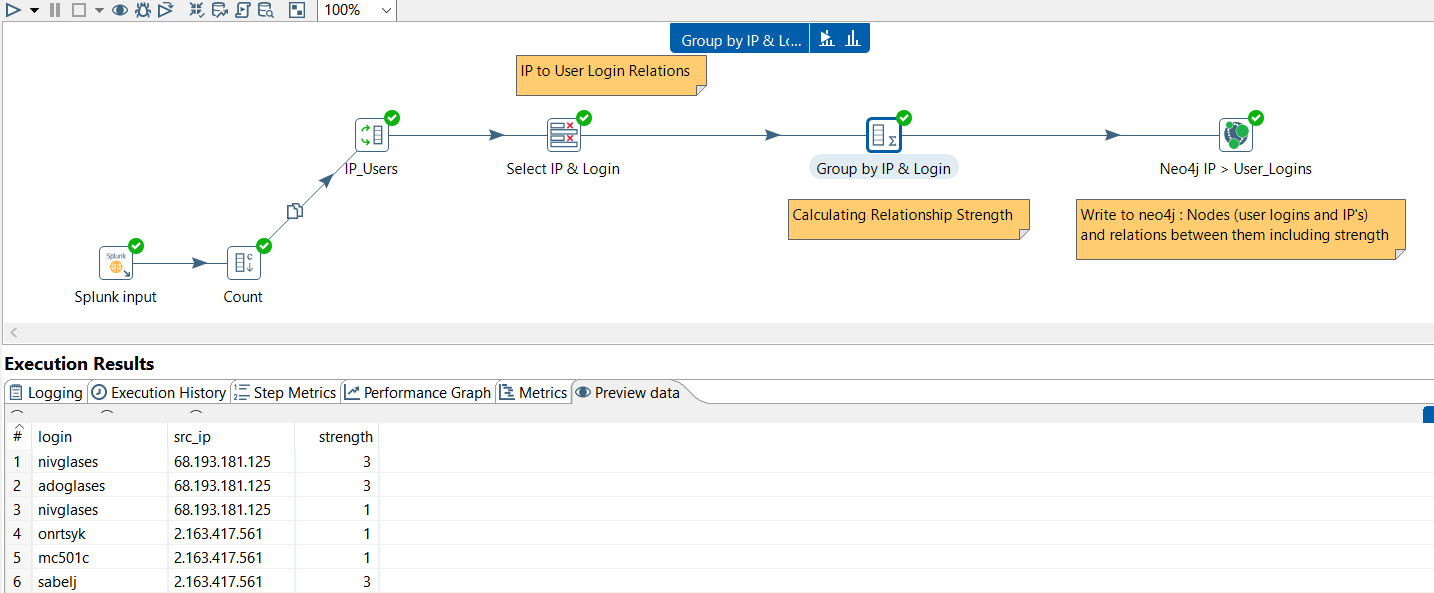 100%
Group by IP & Lo...
IP to User Login Relations
IP_Users
Select IP & Login
Group by IP & Login
Neo4j IP > User_Logins
Calculating Relationship Strength
Write to neo4j : Nodes (user logins and IP's)
and relations between them including strength
Splunk
Splunk input
Count
Execution Results
Logging Execution History Step Metrics Performance Graph Metrics Preview data
# login src_ip strength
1 nivglases 68.193.181.125 3
2 adoglases 68.193.181.125 3
3 nivglases 68.193.181.125 1
4 onrtsyk 2.163.417.561 1
5 mc501c 2.163.417.561 1
6 sabelj 2.163.417.561 3